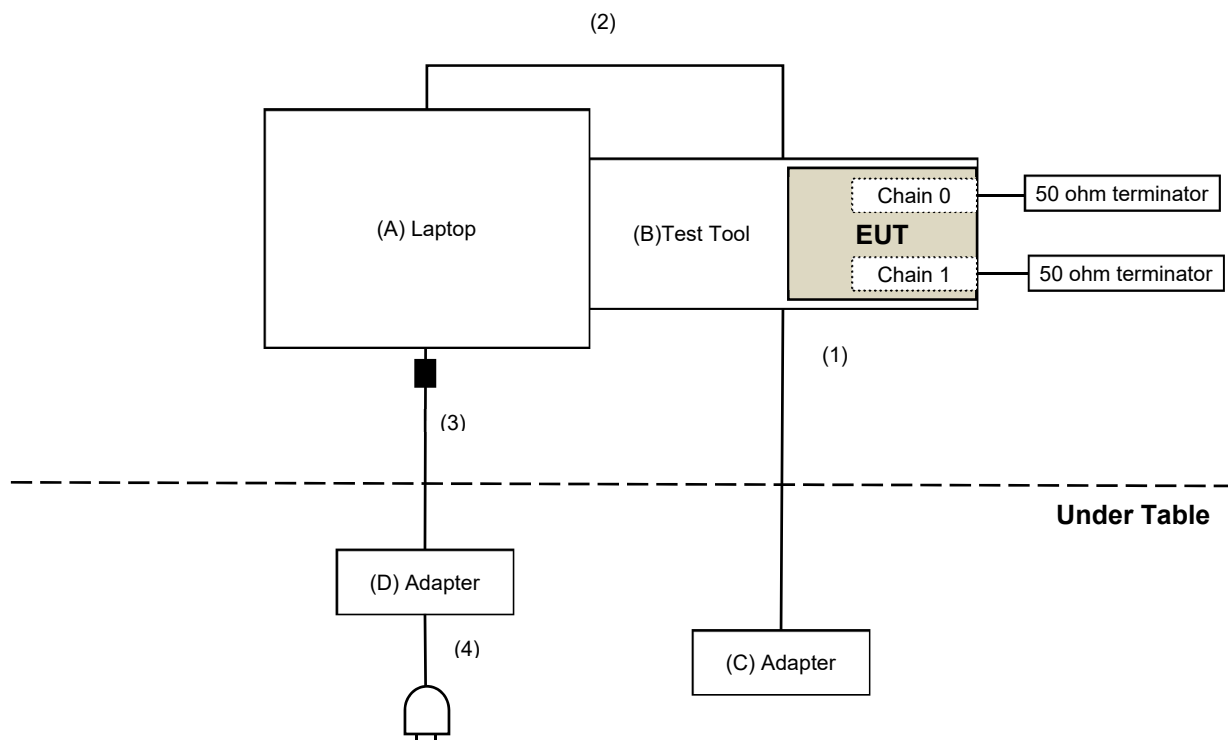 (2)
(A) Laptop
(B)Test Tool
Chain 0
EUT
Chain 1
50 ohm terminator
50 ohm terminator
(1)
(3)
Under Table
(D) Adapter
(4)
(C) Adapter